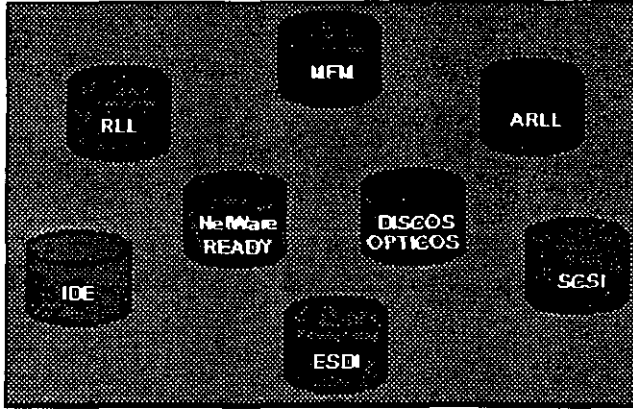 MFM
RLL
ARLL
NetWare
READY
DISCOS
OPTICOS
IDE
SCSI
ESDI